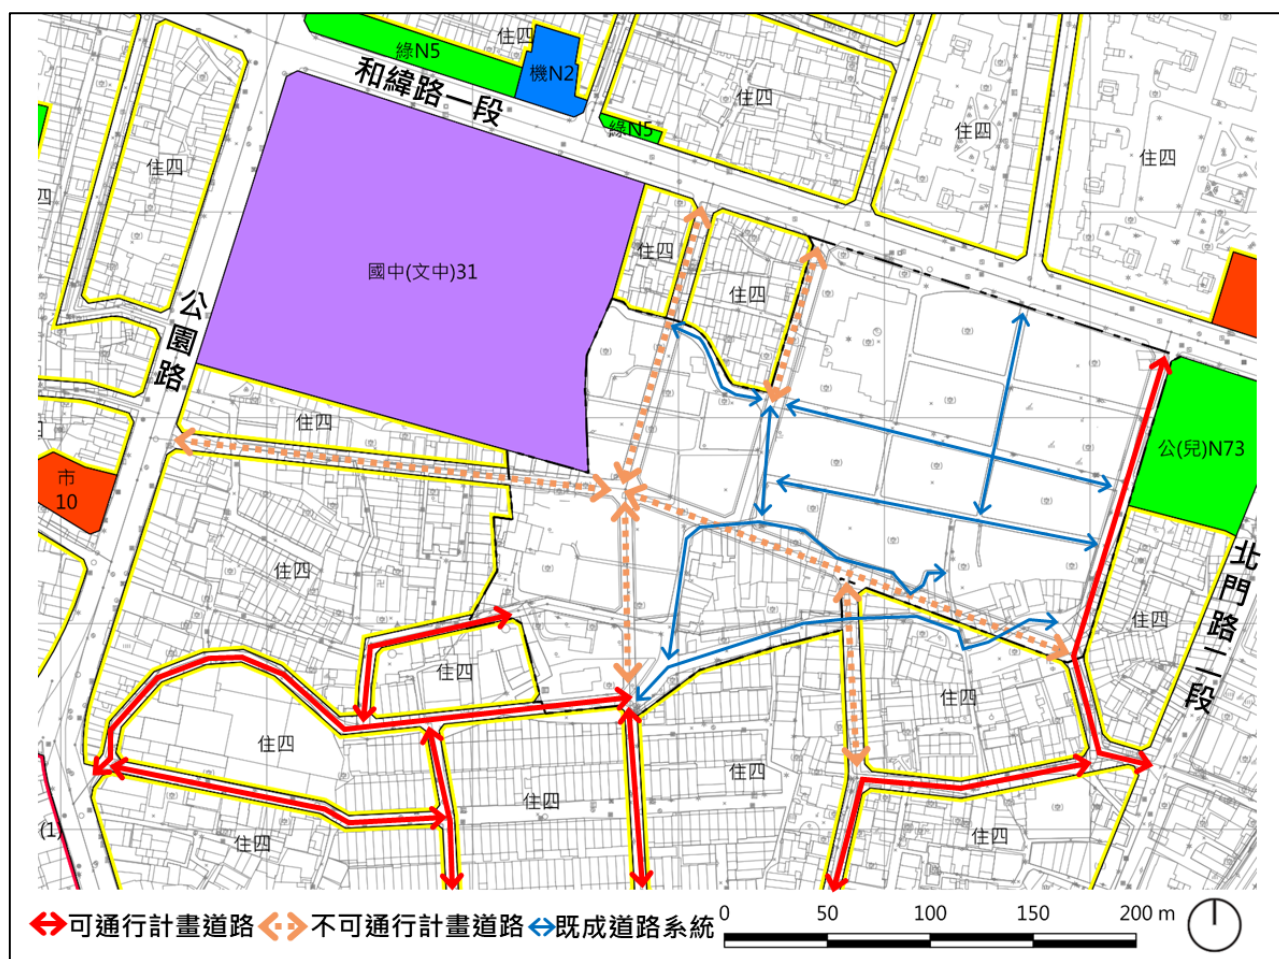 住四
綠N5
機N2
和緯路一段
住四
綠N5
住四
住四
住四
四
住四
國中(文中)31
住四
公園路
住四
公(兒)N73
市
10
住四
北門路二段
住四
住四
住四
住四
住四
住四
住四
住四
(1)
0 50 100 150 200 m
可通行計畫道路 不可通行計畫道路 既成道路系統